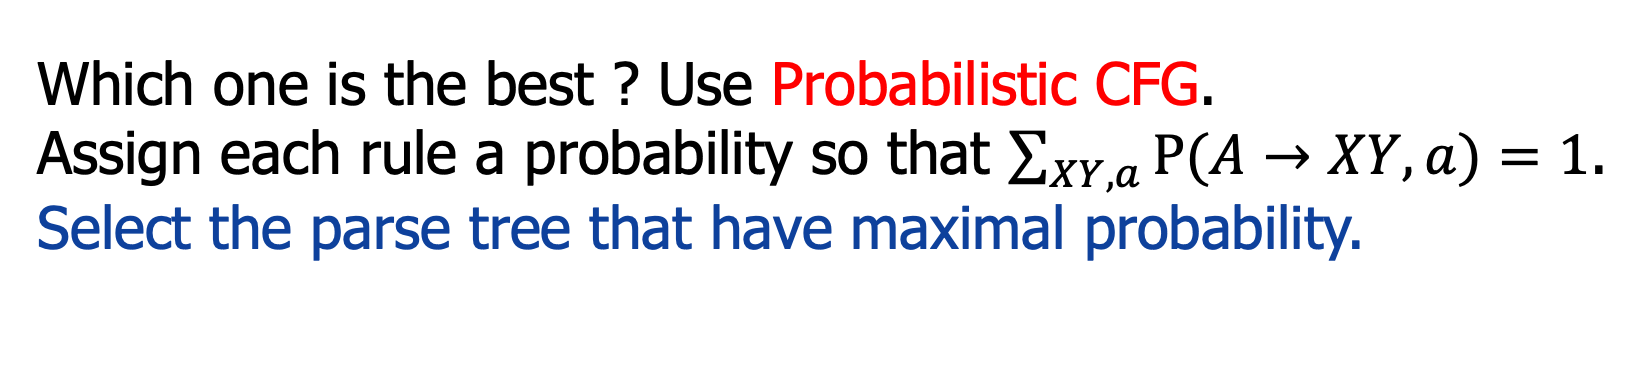 Which one is the best ? Use Probabilistic CFG.
Assign each rule a probability so that ∑_{XY,a} P(A → XY, a) = 1.
Select the parse tree that have maximal probability.